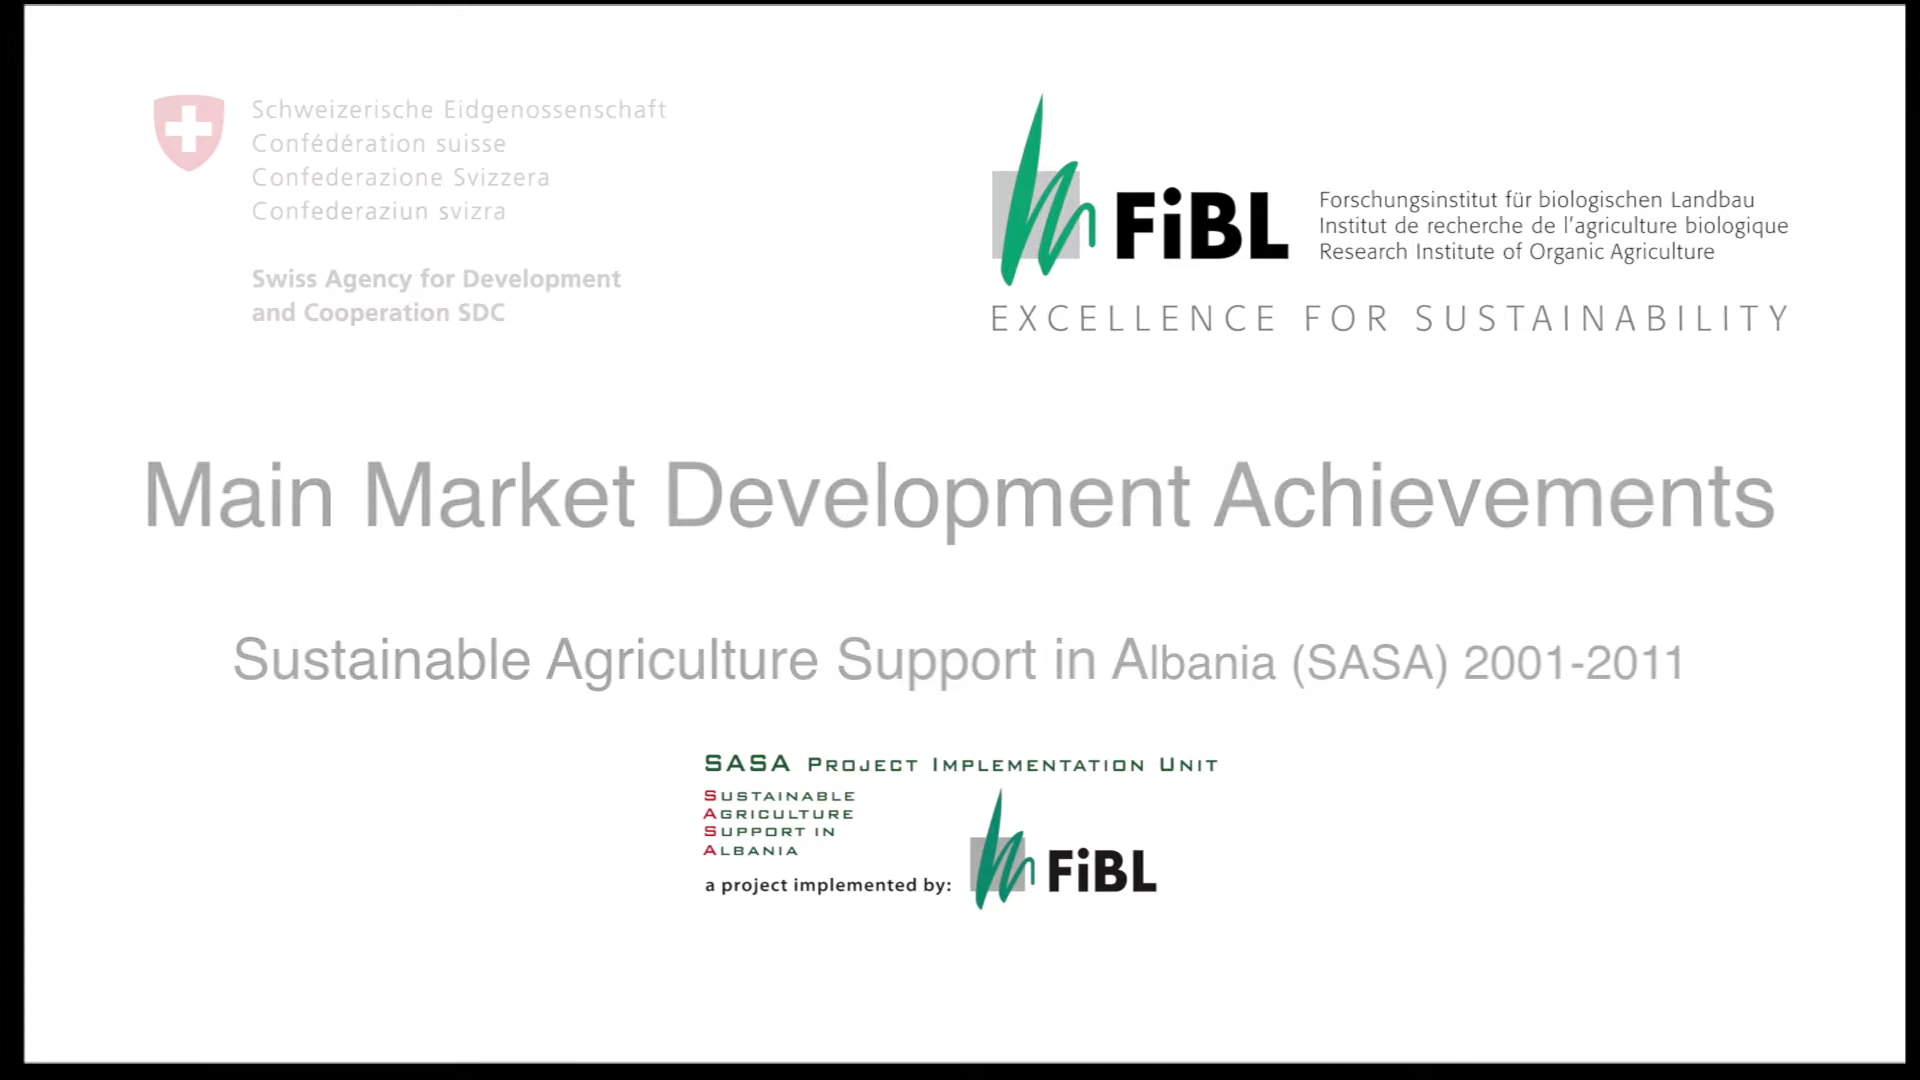 Schweizerische Eidgenossenschaft
Confédération suisse
Confederazione Svizzera
Confederaziun svizra
Swiss Agency for Development
and Cooperation SDC
FiBL
Forschungsinstitut für biologischen Landbau
Institut de recherche de l'agriculture biologique
Research Institute of Organic Agriculture
EXCELLENCE FOR SUSTAINABILITY
Main Market Development Achievements
Sustainable Agriculture Support in Albania (SASA) 2001-2011
SASA PROJECT IMPLEMENTATION UNIT
SUSTAINABLE
AGRICULTURE
SUPPORT IN
ALBANIA
a project implemented by:
FiBL